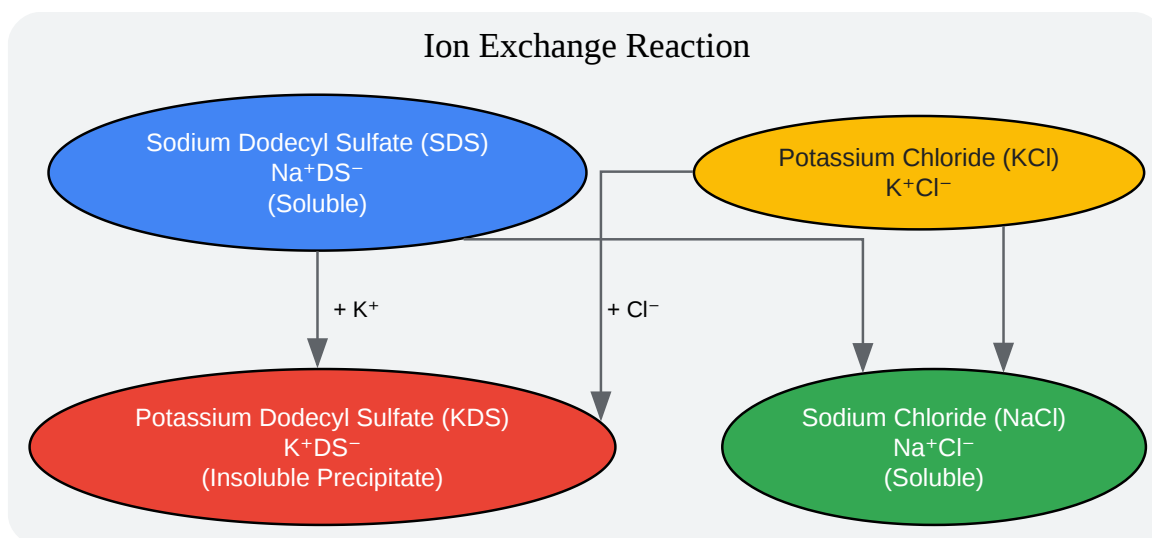 Ion Exchange Reaction
Sodium Dodecyl Sulfate (SDS)
Na⁺DS⁻
(Soluble)
Potassium Chloride (KCl)
K⁺Cl⁻
+ K⁺
+ Cl⁻
Potassium Dodecyl Sulfate (KDS)
K⁺DS⁻
(Insoluble Precipitate)
Sodium Chloride (NaCl)
Na⁺Cl⁻
(Soluble)